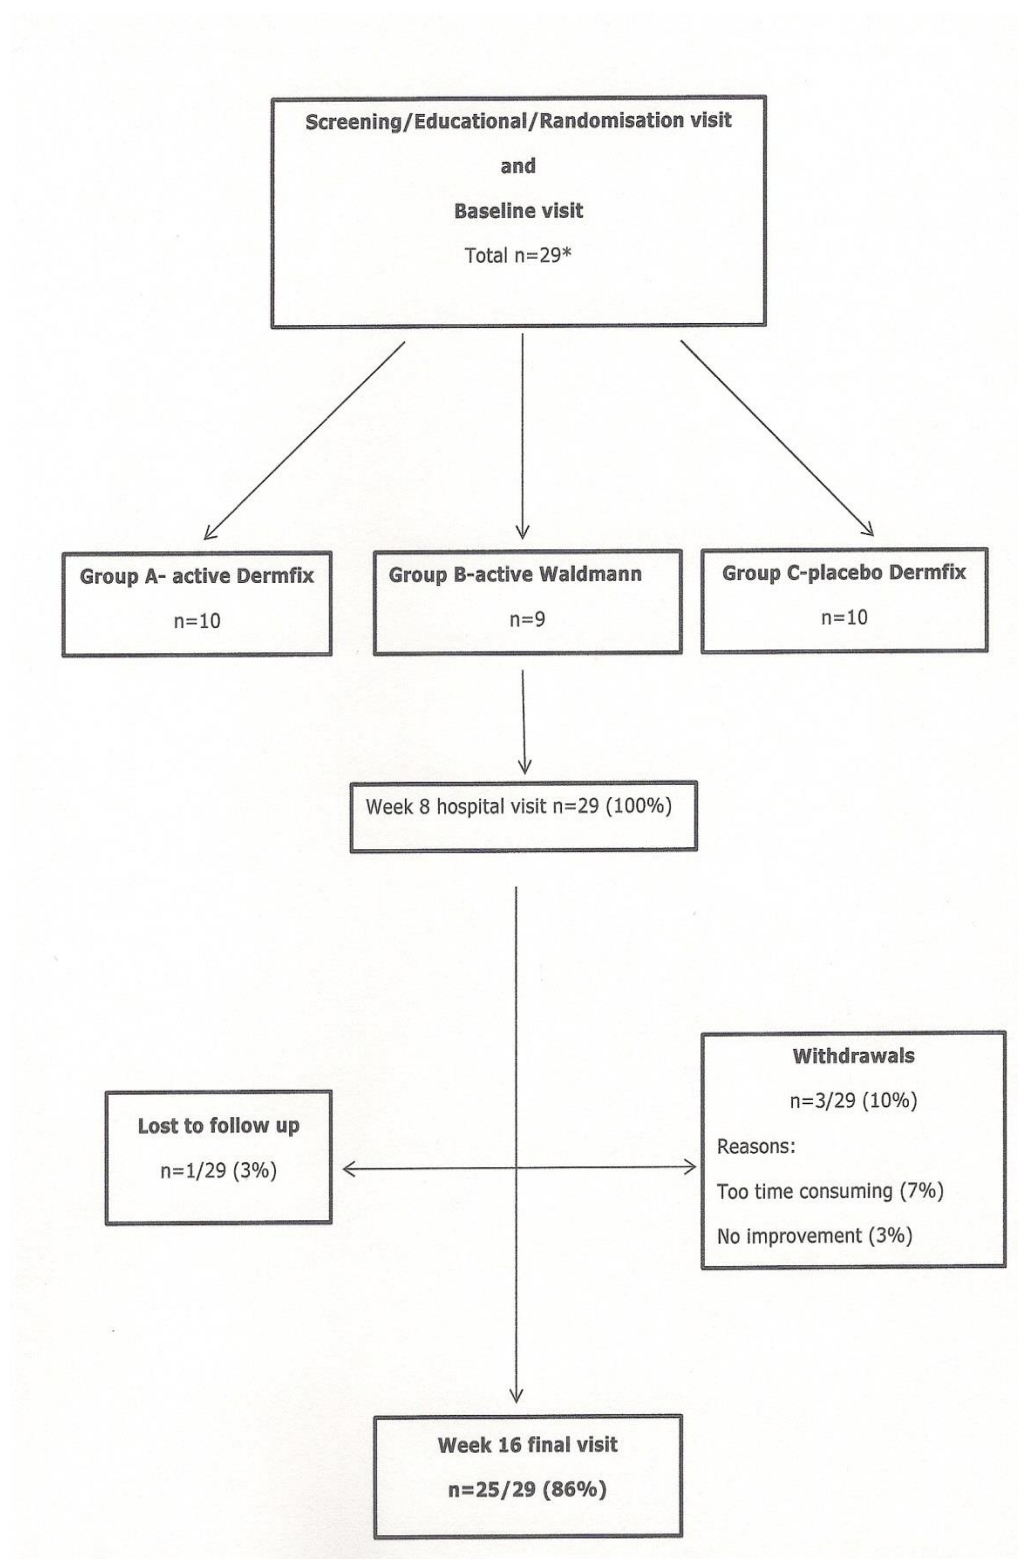 Screening/Educational/Randomisation visit
and
Baseline visit
Total n=29*
Group A- active Dermfix
n=10
Group B-active Waldmann
n=9
Group C-placebo Dermfix
n=10
Week 8 hospital visit n=29 (100%)
Lost to follow up
n=1/29 (3%)
Withdrawals
n=3/29 (10%)
Reasons:
Too time consuming (7%)
No improvement (3%)
Week 16 final visit
n=25/29 (86%)